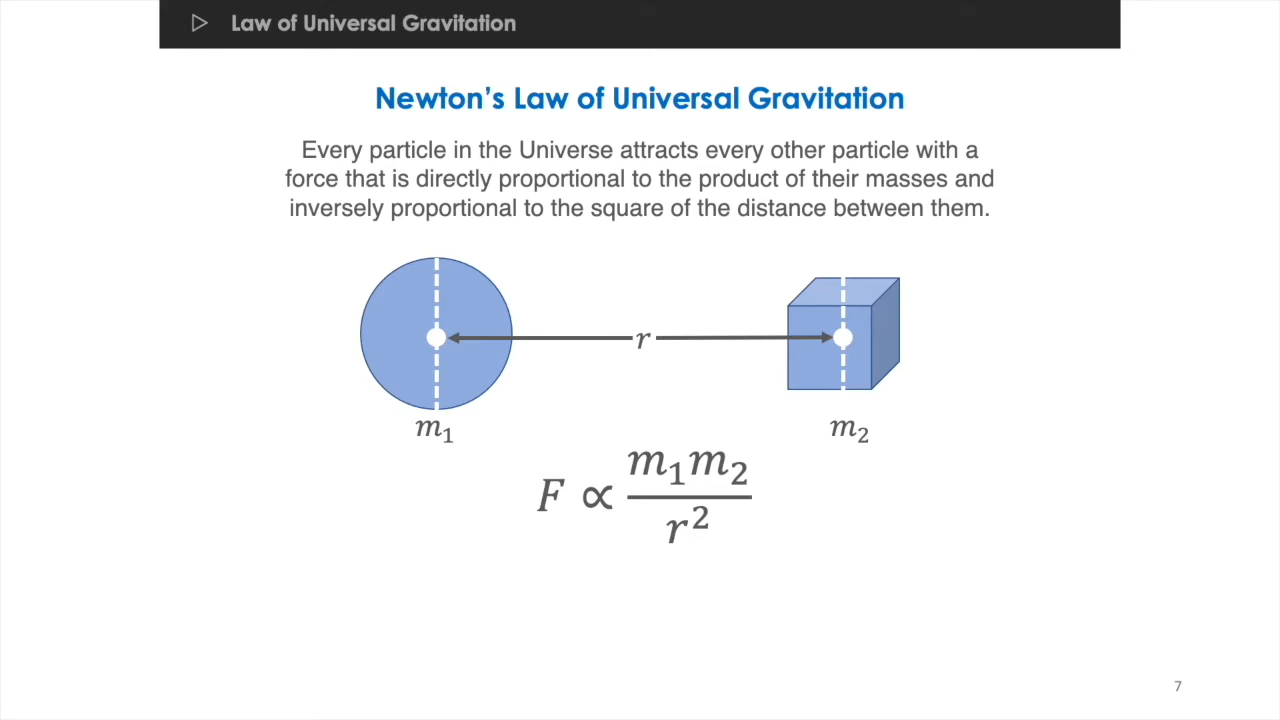 Law of Universal Gravitation
Newton's Law of Universal Gravitation
Every particle in the Universe attracts every other particle with a
force that is directly proportional to the product of their masses and
inversely proportional to the square of the distance between them.
r
m₁
m₂
F ∝ m₁m₂ / r²
7